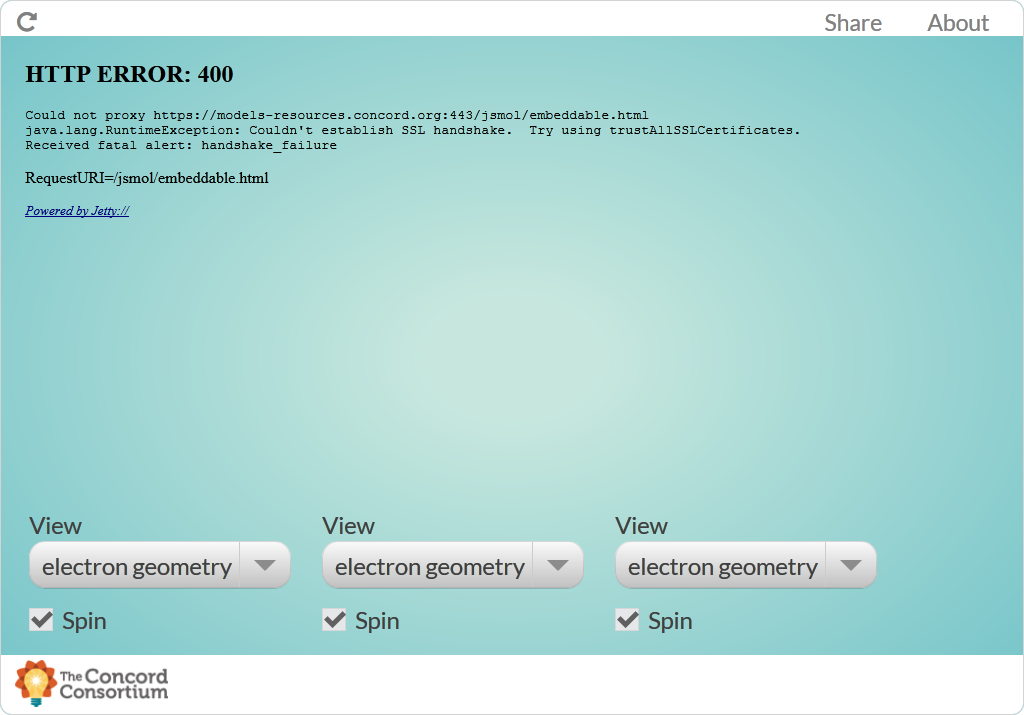 Share About
HTTP ERROR: 400
Could not proxy https://models-resources.concord.org:443/jsmol/embeddable.html
java.lang.RuntimeException: Couldn't establish SSL handshake.  Try using trustAllSSLCertificates.
Received fatal alert: handshake_failure
RequestURI=/jsmol/embeddable.html
Powered by Jetty://
View View View
electron geometry electron geometry electron geometry
Spin Spin Spin
The Concord
Consortium